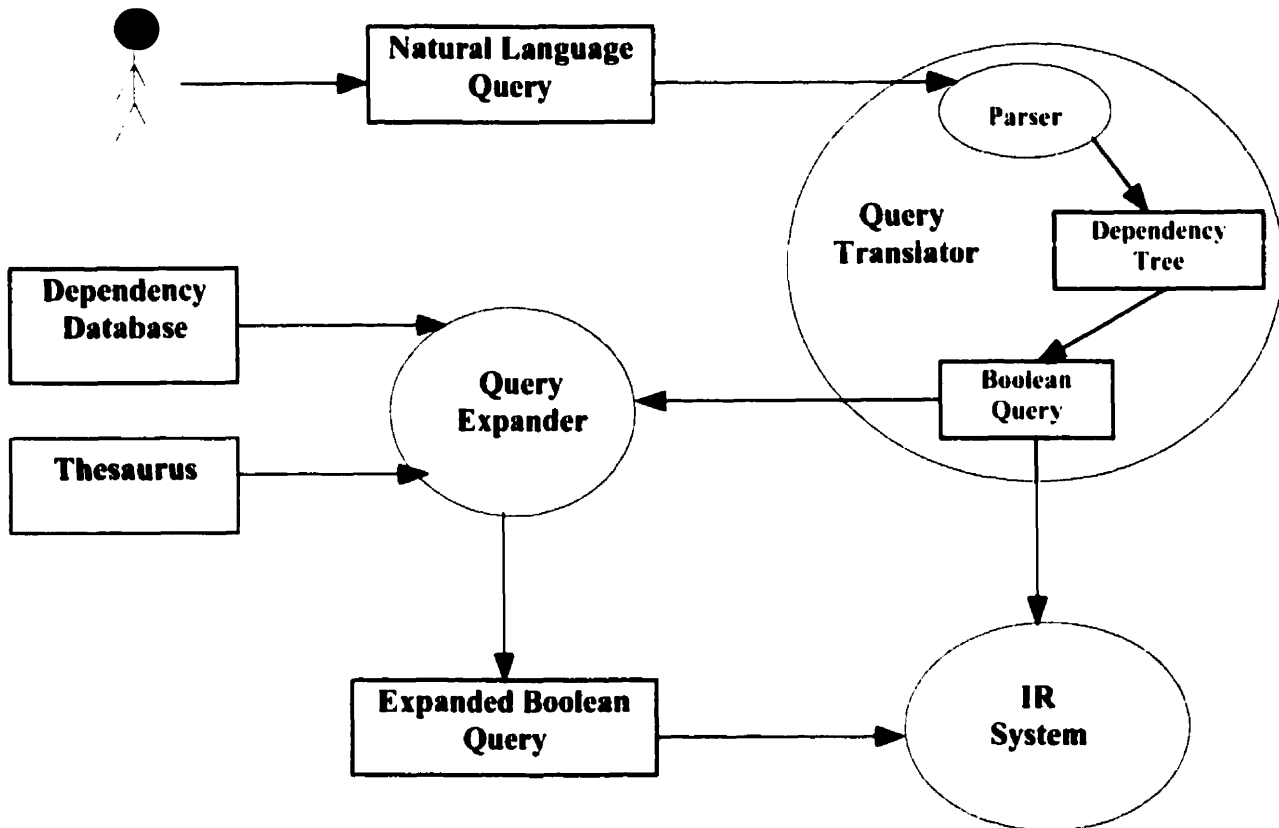 Natural Language
Query
Parser
Query
Translator
Dependency
Tree
Dependency
Database
Query
Expander
Boolean
Query
Thesaurus
Expanded Boolean
Query
IR
System